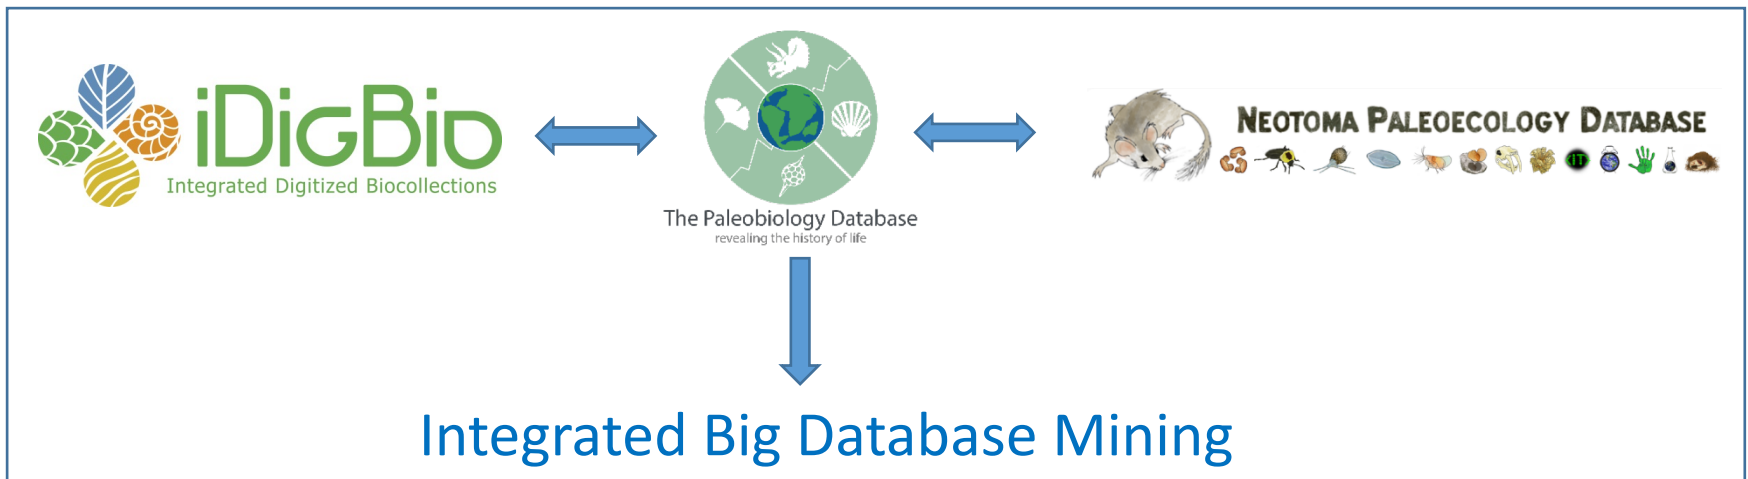 iDigBio
Integrated Digitized Biocollections
The Paleobiology Database
revealing the history of life
NEOTOMA PALEOECOLOGY DATABASE
iT
Integrated Big Database Mining